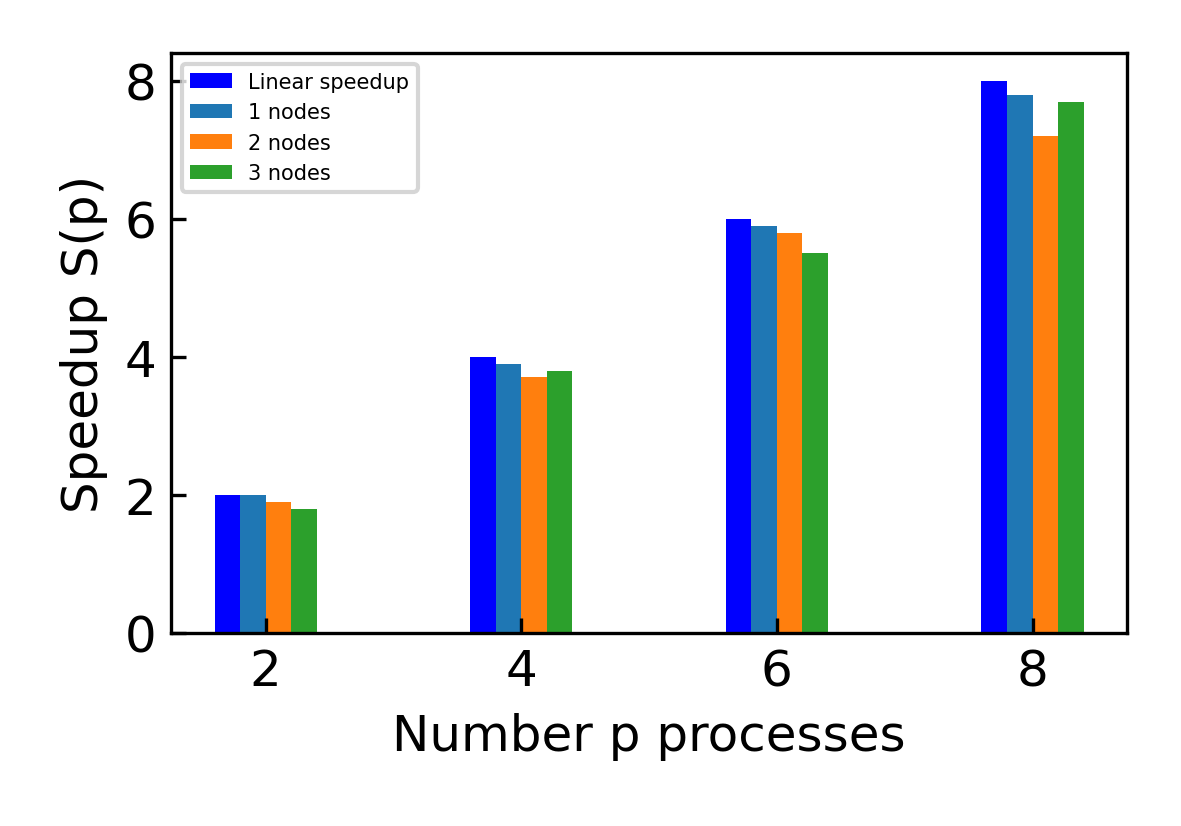 8
6
4
2
0
Speedup S(p)
Linear speedup
1 nodes
2 nodes
3 nodes
2 4 6 8
Number p processes